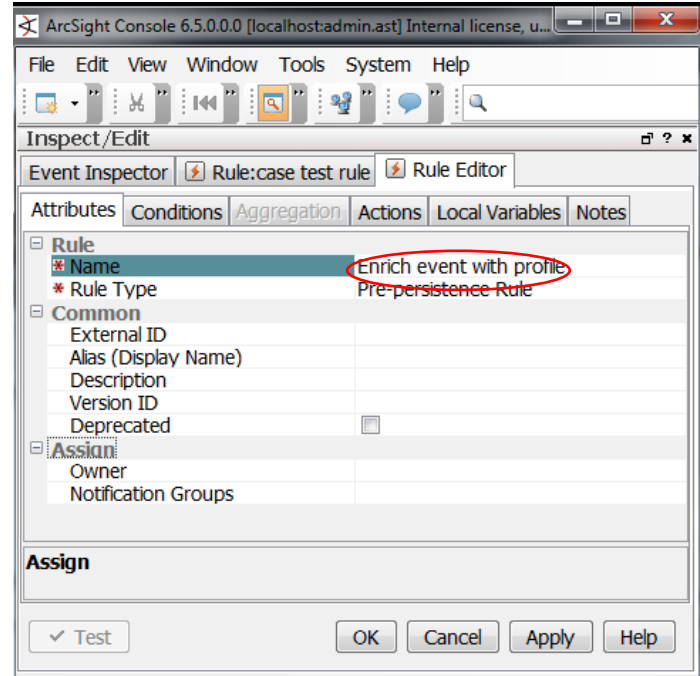 ArcSight Console 6.5.0.0.0 [localhost:admin.ast] Internal license, u...
File Edit View Window Tools System Help
Inspect/Edit
Event Inspector Rule:case test rule Rule Editor
Attributes Conditions Aggregation Actions Local Variables Notes
Rule
* Name Enrich event with profile
* Rule Type Pre-persistence Rule
Common
External ID
Alias (Display Name)
Description
Version ID
Deprecated
Assign
Owner
Notification Groups
Assign
Test OK Cancel Apply Help